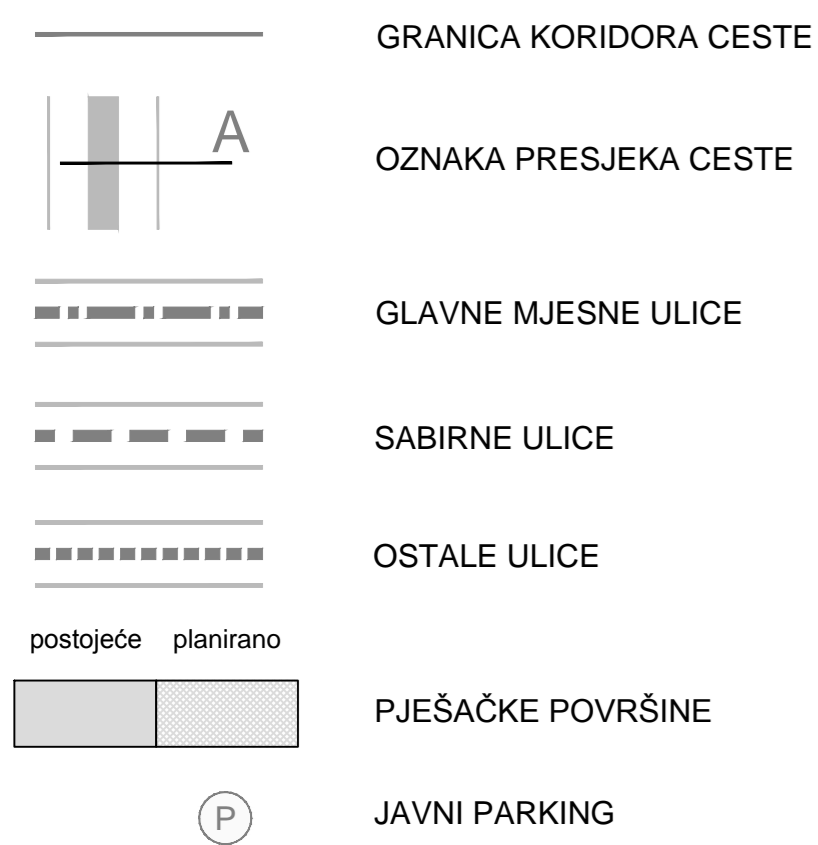 GRANICA KORIDORA CESTE
A
OZNAKA PRESJEKA CESTE
GLAVNE MJESNE ULICE
SABIRNE ULICE
OSTALE ULICE
postojeće planirano
PJEŠAČKE POVRŠINE
P JAVNI PARKING